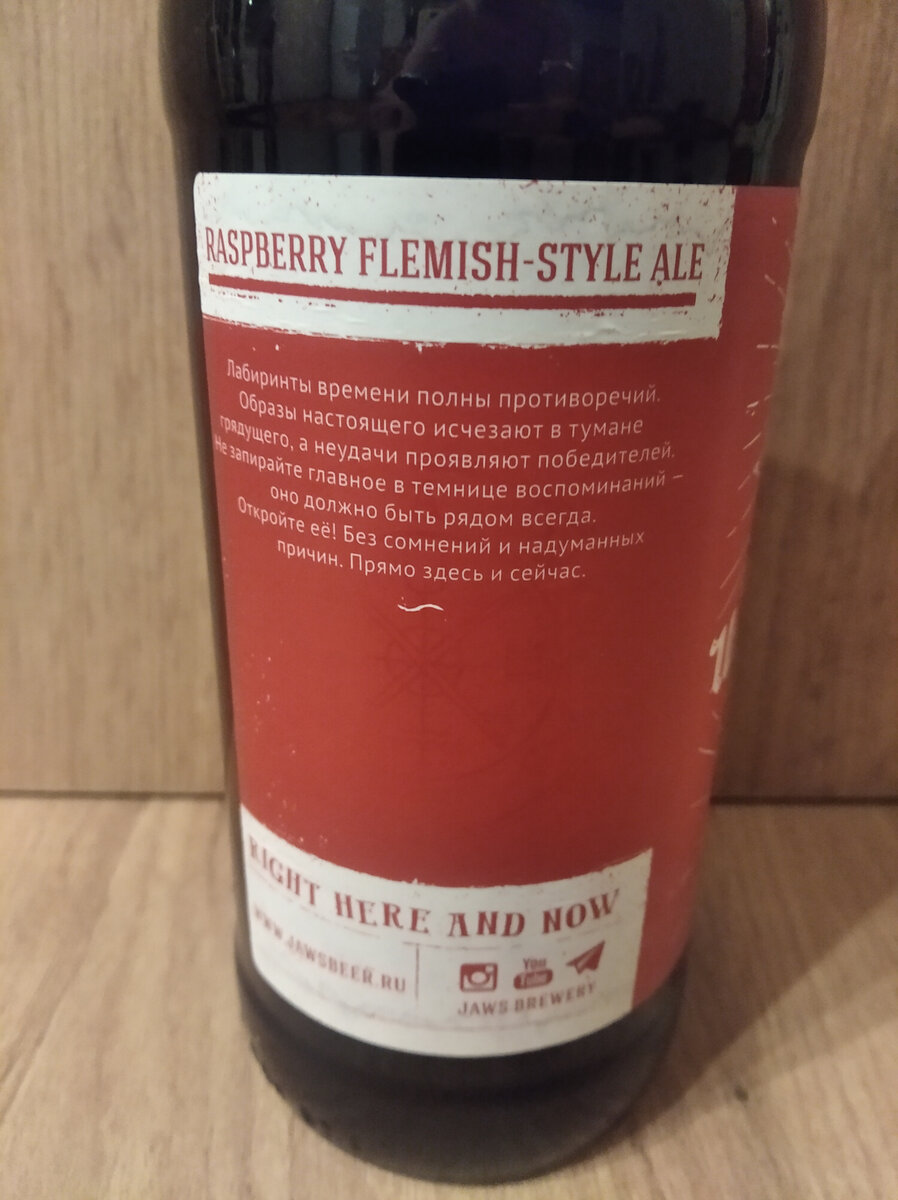 RASPBERRY FLEMISH-STYLE ALE
Лабиринты времени полны противоречий.
Образы настоящего исчезают в тумане
грядущего, а неудачи проявляют победителей.
Не запирайте главное в темнице воспоминаний –
оно должно быть рядом всегда.
Откройте её! Без сомнений и надуманных
причин. Прямо здесь и сейчас.
RIGHT HERE AND NOW
WWW.JAWSBEER.RU
You Tube
JAWS BREWERY